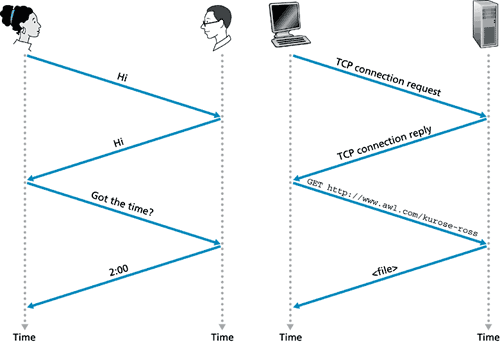 Hi
Hi
Got the time?
2:00
Time
Time
TCP connection request
TCP connection reply
GET http://www.awl.com/kurose-ross
<file>
Time
Time